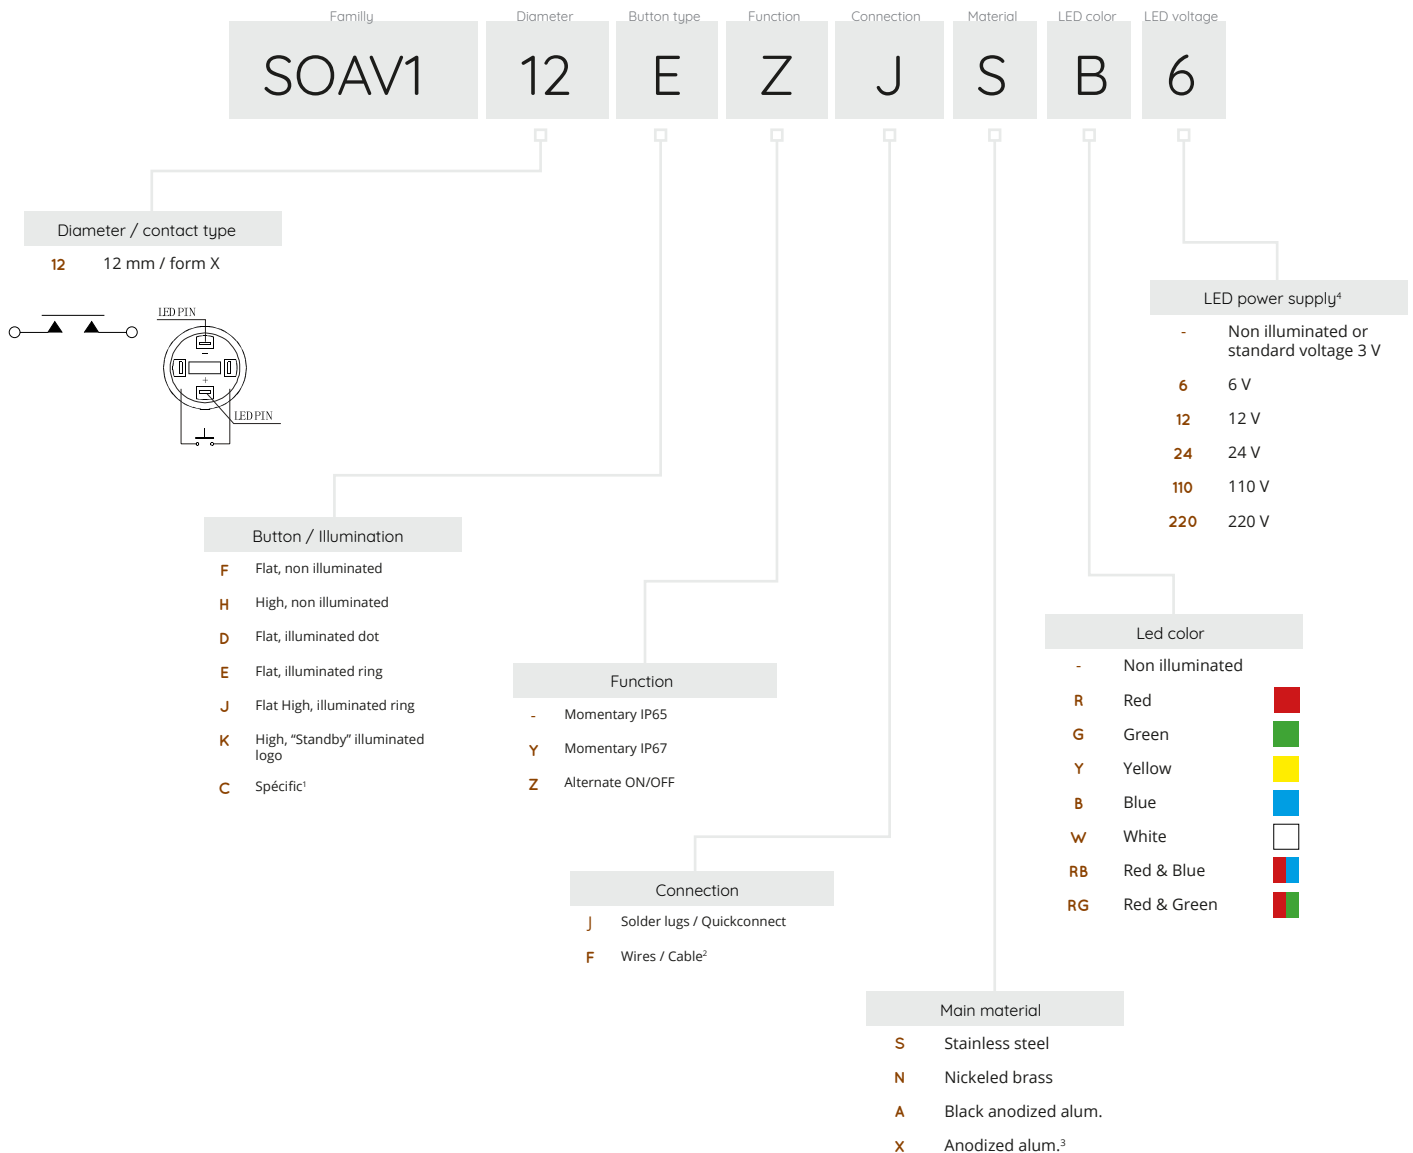 Familly
Diameter
Button type
Function
Connection
Material
LED color
LED voltage
SOAV1
12
E
Z
J
S
B
6
Diameter / contact type
12 12 mm / form X
LED PIN
-
+
LED PIN
LED power supply⁴
- Non illuminated or
standard voltage 3 V
6 6 V
12 12 V
24 24 V
110 110 V
220 220 V
Button / Illumination
F Flat, non illuminated
H High, non illuminated
D Flat, illuminated dot
E Flat, illuminated ring
J Flat High, illuminated ring
K High, “Standby” illuminated
logo
C Spécific¹
Function
- Momentary IP65
Y Momentary IP67
Z Alternate ON/OFF
Led color
- Non illuminated
R Red
G Green
Y Yellow
B Blue
W White
RB Red & Blue
RG Red & Green
Connection
J Solder lugs / Quickconnect
F Wires / Cable²
Main material
S Stainless steel
N Nickeled brass
A Black anodized alum.
X Anodized alum.³